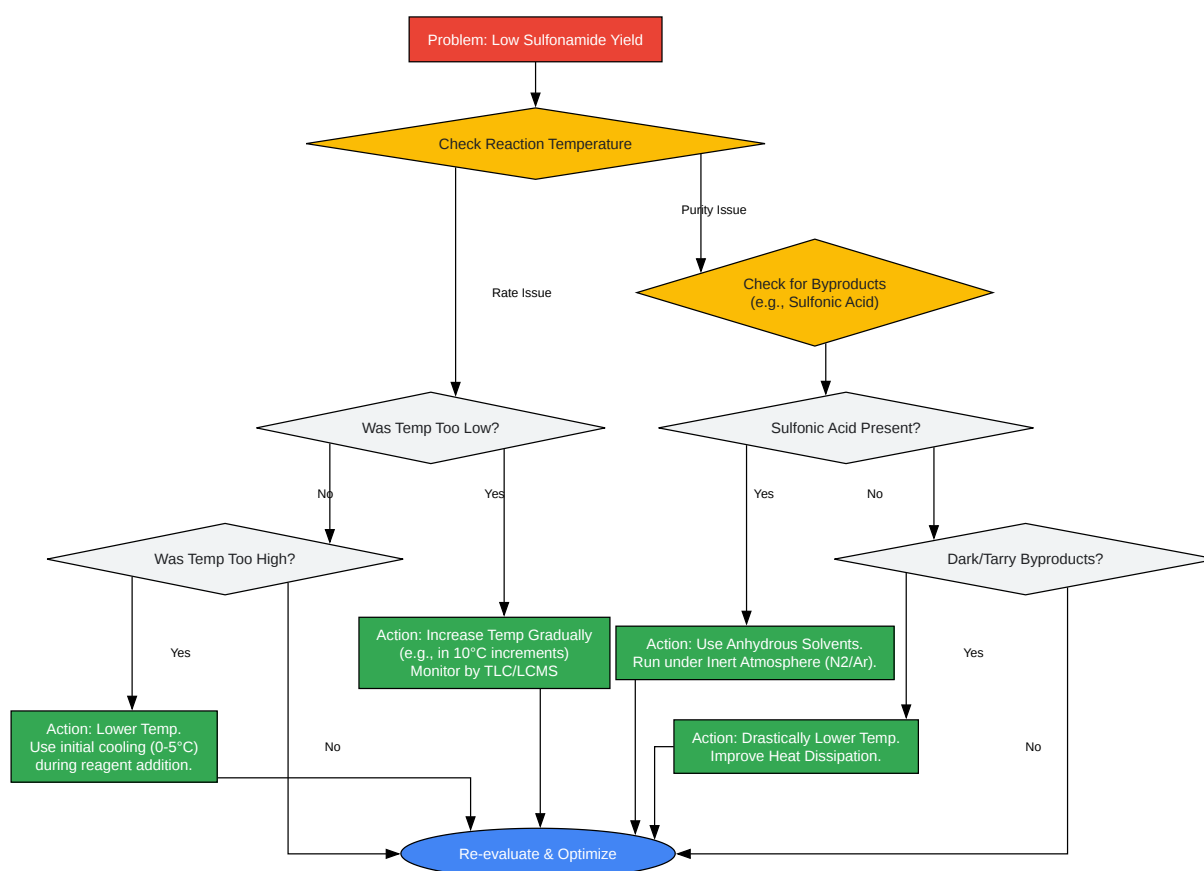 Problem: Low Sulfonamide Yield
Check Reaction Temperature
Purity Issue
Check for Byproducts
(e.g., Sulfonic Acid)
Rate Issue
Was Temp Too Low?
Sulfonic Acid Present?
No
Yes
Yes
No
Was Temp Too High?
Dark/Tarry Byproducts?
Action: Increase Temp Gradually
(e.g., in 10°C increments)
Monitor by TLC/LCMS
Action: Use Anhydrous Solvents.
Run under Inert Atmosphere (N2/Ar).
Yes
Yes
Action: Lower Temp.
Use initial cooling (0-5°C)
during reagent addition.
No
Action: Drastically Lower Temp.
Improve Heat Dissipation.
No
Re-evaluate & Optimize